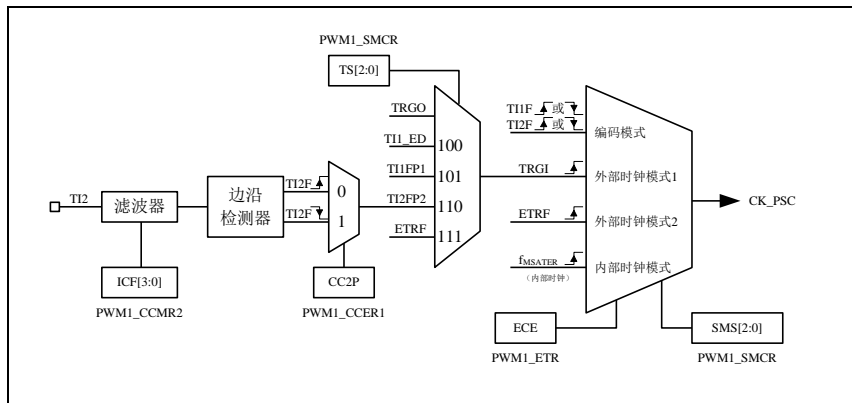 PWM1_SMCR
TS[2:0]
TRGO
TI1_ED
100
TI1FP1
101
TI2FP2
110
ETRF
111
TI2
滤波器
ICF[3:0]
PWM1_CCMR2
边沿
检测器
TI2F
TI2F
0
1
CC2P
PWM1_CCER1
TI1F 或
TI2F 或
编码模式
TRGI
外部时钟模式1
ETRF
外部时钟模式2
fMSATER
(内部时钟)
内部时钟模式
CK_PSC
ECE
PWM1_ETR
SMS[2:0]
PWM1_SMCR